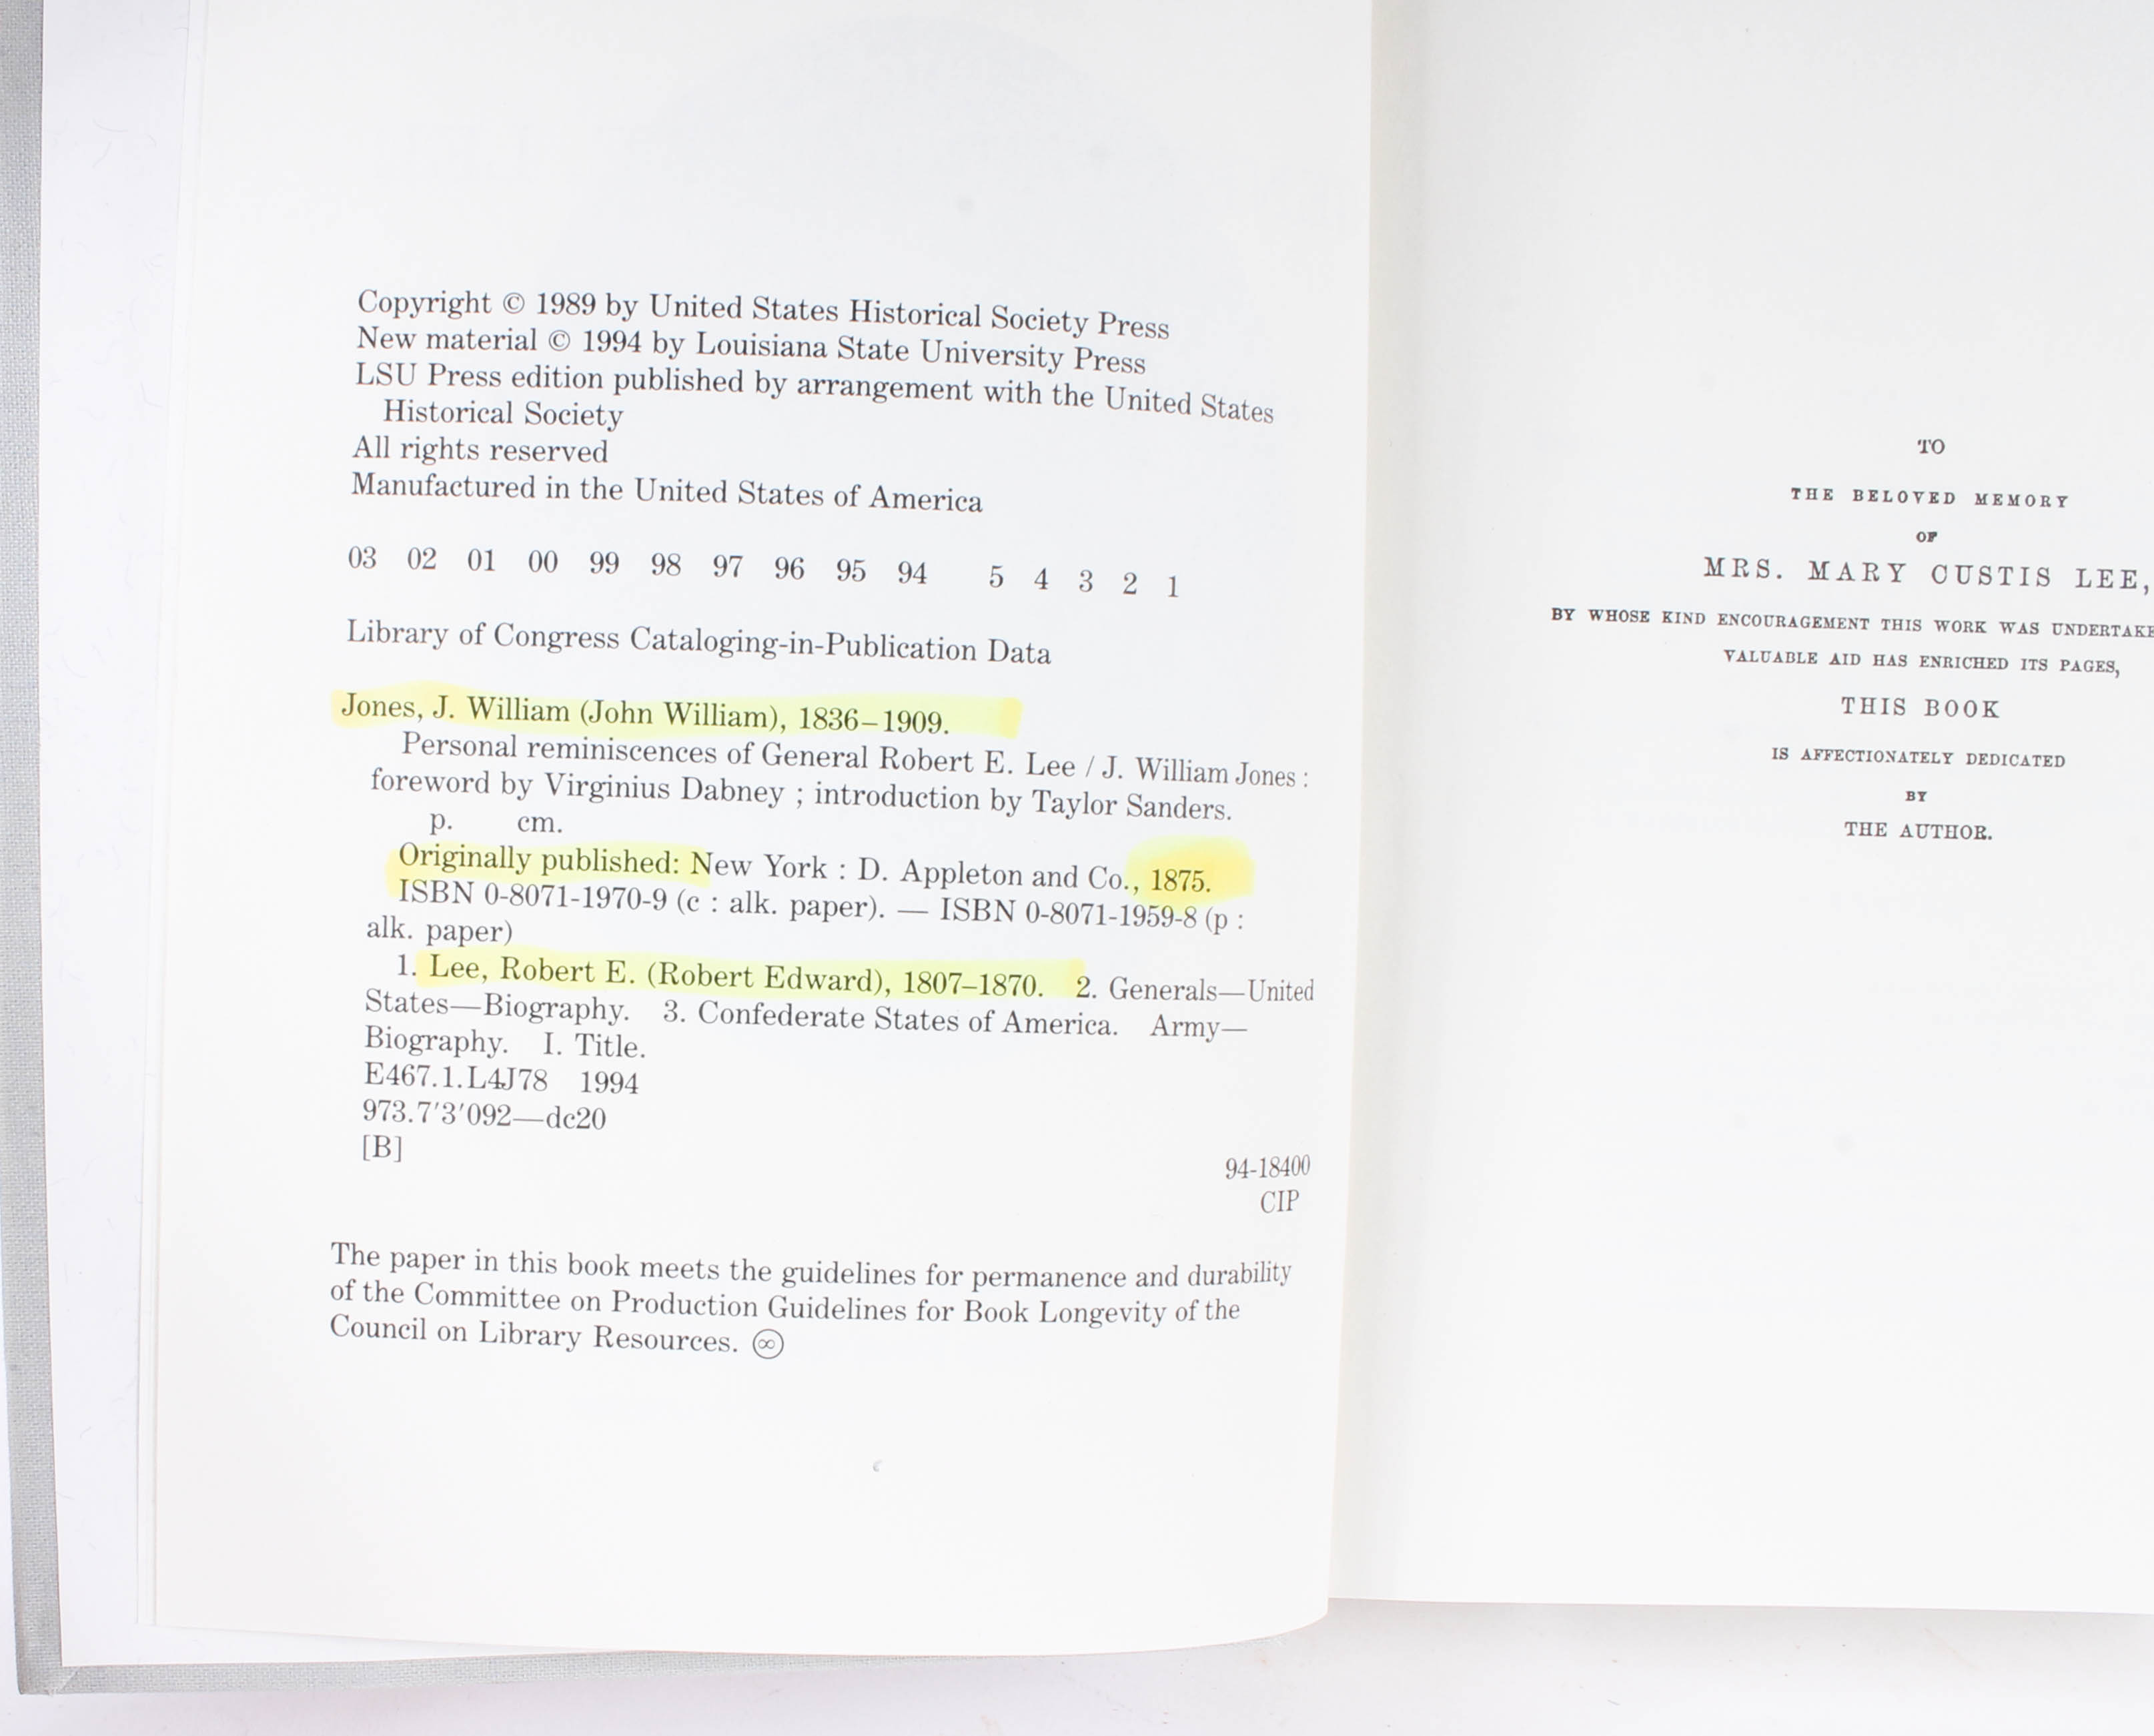 Copyright © 1989 by United States Historical Society Press
New material © 1994 by Louisiana State University Press
LSU Press edition published by arrangement with the United States
Historical Society
All rights reserved
Manufactured in the United States of America
03 02 01 00 99 98 97 96 95 94 5 4 3 2 1
Library of Congress Cataloging-in-Publication Data
Jones, J. William (John William), 1836–1909.
Personal reminiscences of General Robert E. Lee / J. William Jones :
foreword by Virginius Dabney ; introduction by Taylor Sanders.
p. cm.
Originally published: New York : D. Appleton and Co., 1875.
ISBN 0-8071-1970-9 (c : alk. paper). — ISBN 0-8071-1959-8 (p :
alk. paper)
1. Lee, Robert E. (Robert Edward), 1807–1870. 2. Generals—United
States—Biography. 3. Confederate States of America. Army—
Biography. I. Title.
E467.1.L4J78 1994
973.7′3′092—dc20
[B]
94-18400
CIP
The paper in this book meets the guidelines for permanence and durability
of the Committee on Production Guidelines for Book Longevity of the
Council on Library Resources. ♾
TO
THE BELOVED MEMORY
OF
MRS. MARY CUSTIS LEE,
BY WHOSE KIND ENCOURAGEMENT THIS WORK WAS UNDERTAKE
VALUABLE AID HAS ENRICHED ITS PAGES,
THIS BOOK
IS AFFECTIONATELY DEDICATED
BY
THE AUTHOR.